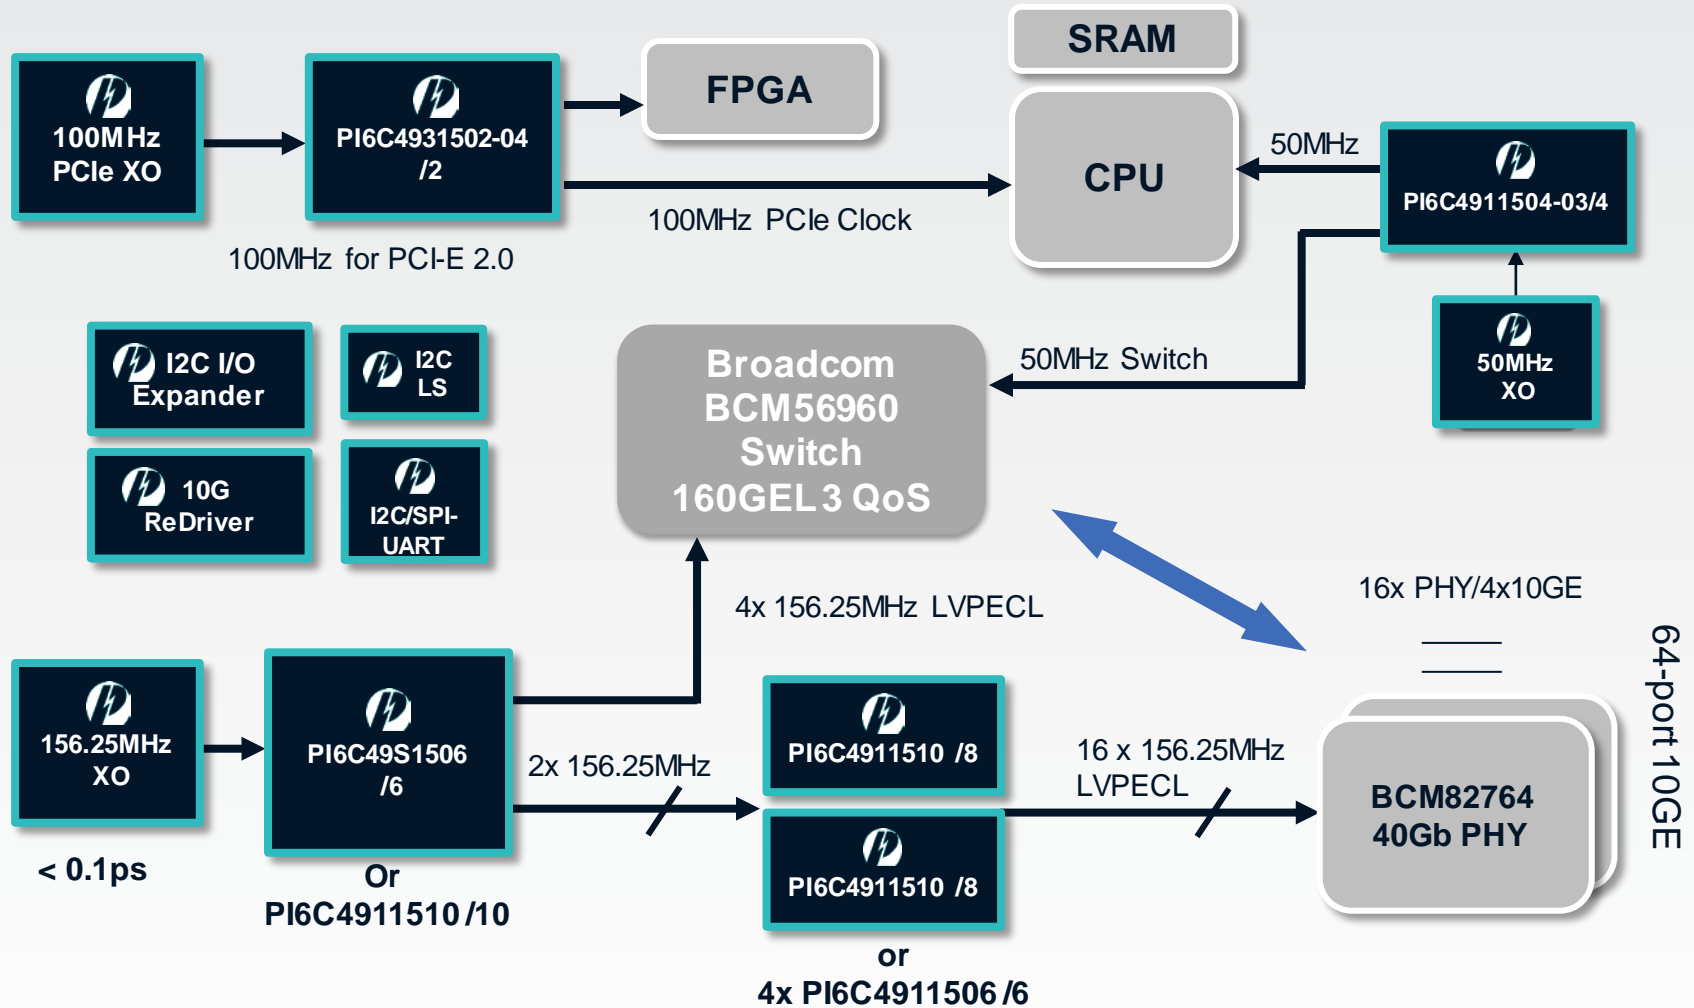 100MHz
PCIe XO
PI6C4931502-04
/2
FPGA
SRAM
CPU
50MHz
PI6C4911504-03/4
100MHz PCIe Clock
100MHz for PCI-E 2.0
50MHz
XO
I2C I/O
Expander
I2C
LS
10G
ReDriver
I2C/SPI-
UART
Broadcom
BCM56960
Switch
160GEL3 QoS
50MHz Switch
4x 156.25MHz LVPECL
16x PHY/4x10GE
64-port 10GE
156.25MHz
XO
< 0.1ps
PI6C49S1506
/6
Or
PI6C4911510 /10
2x 156.25MHz
PI6C4911510 /8
PI6C4911510 /8
or
4x PI6C4911506 /6
16 x 156.25MHz
LVPECL
BCM82764
40Gb PHY